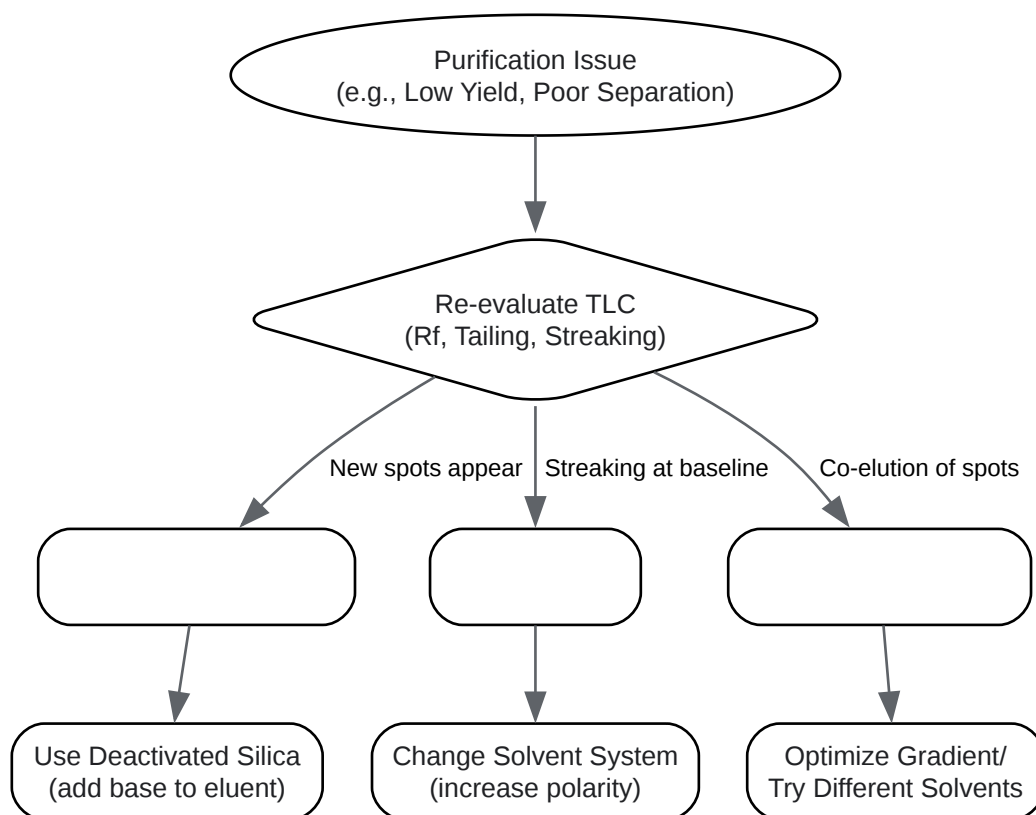 Purification Issue
(e.g., Low Yield, Poor Separation)
Re-evaluate TLC
(Rf, Tailing, Streaking)
New spots appear
Streaking at baseline
Co-elution of spots
Use Deactivated Silica
(add base to eluent)
Change Solvent System
(increase polarity)
Optimize Gradient/
Try Different Solvents